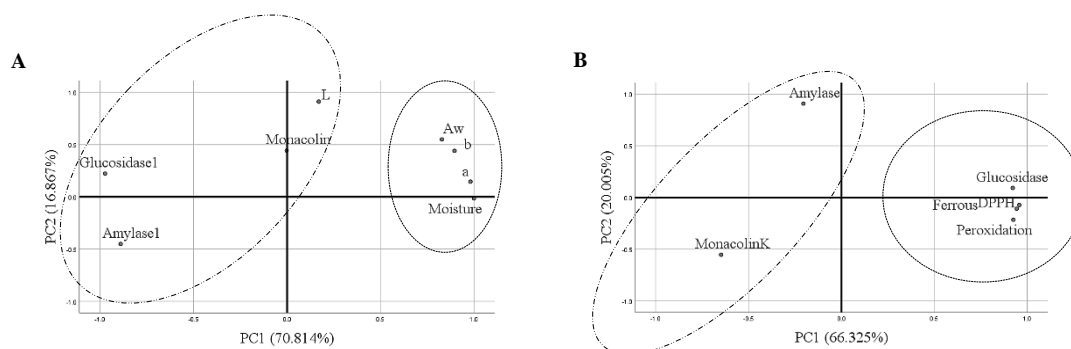 A
B
1.0
L
Aw
b
Monacolin
0.5
Glucosidase1
a
0.0
Moisture
Amylase1
-0.5
-1.0
PC2 (16.867%)
-1.0
-0.5
0.0
0.5
1.0
PC1 (70.814%)
Amylase
1.0
0.5
Glucosidase
0.0
Ferrous
DPPH
Peroxidation
MonacolinK
-0.5
-1.0
PC2 (20.005%)
-1.0
-0.5
0.0
0.5
1.0
PC1 (66.325%)